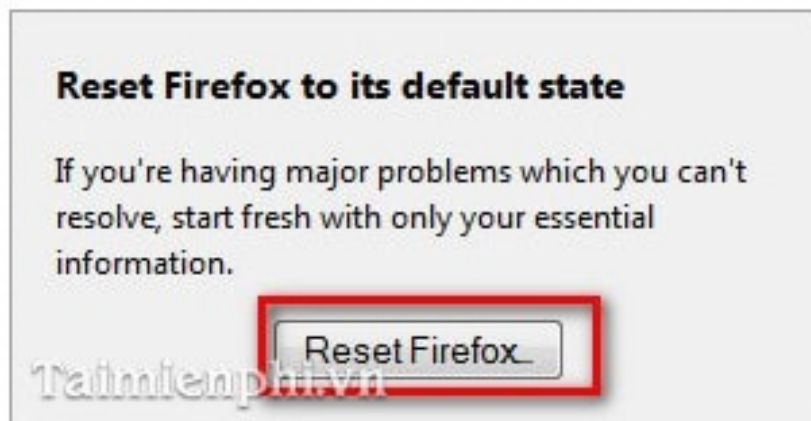 Reset Firefox to its default state
If you're having major problems which you can't
resolve, start fresh with only your essential
information.
Reset Firefox...
Taimienphi.vn